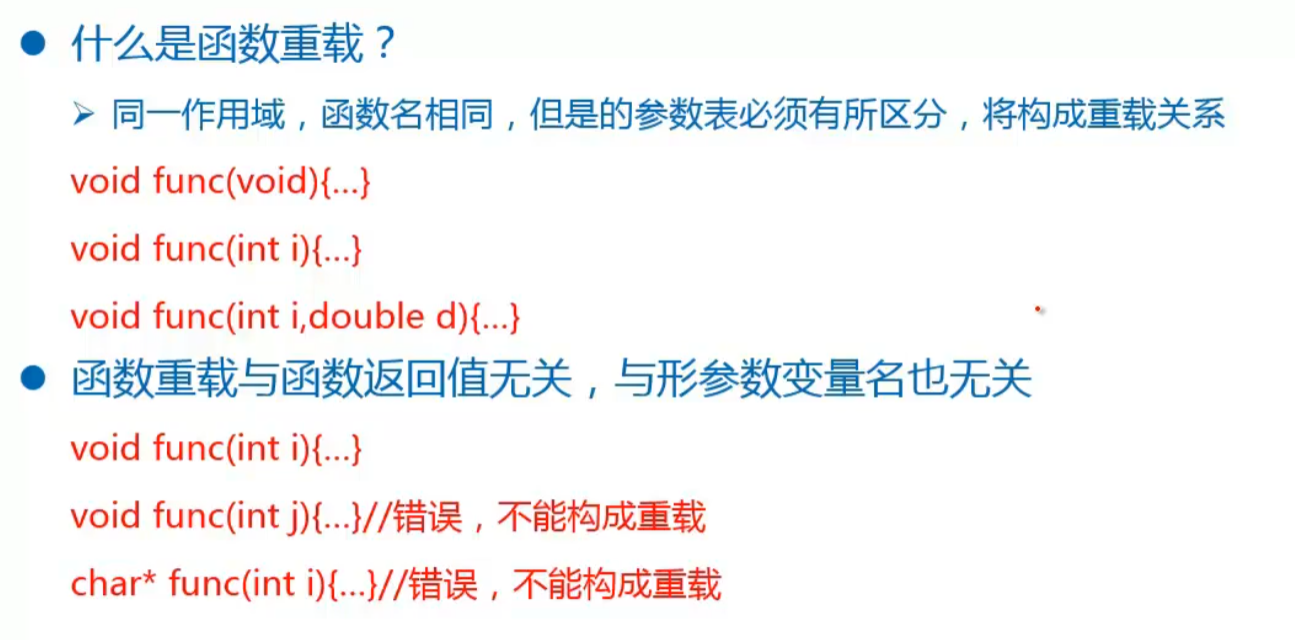 ● 什么是函数重载？
➢ 同一作用域，函数名相同，但是的参数表必须有所区分，将构成重载关系
void func(void){...}
void func(int i){...}
void func(int i,double d){...}
● 函数重载与函数返回值无关，与形参数变量名也无关
void func(int i){...}
void func(int j){...}//错误，不能构成重载
char* func(int i){...}//错误，不能构成重载